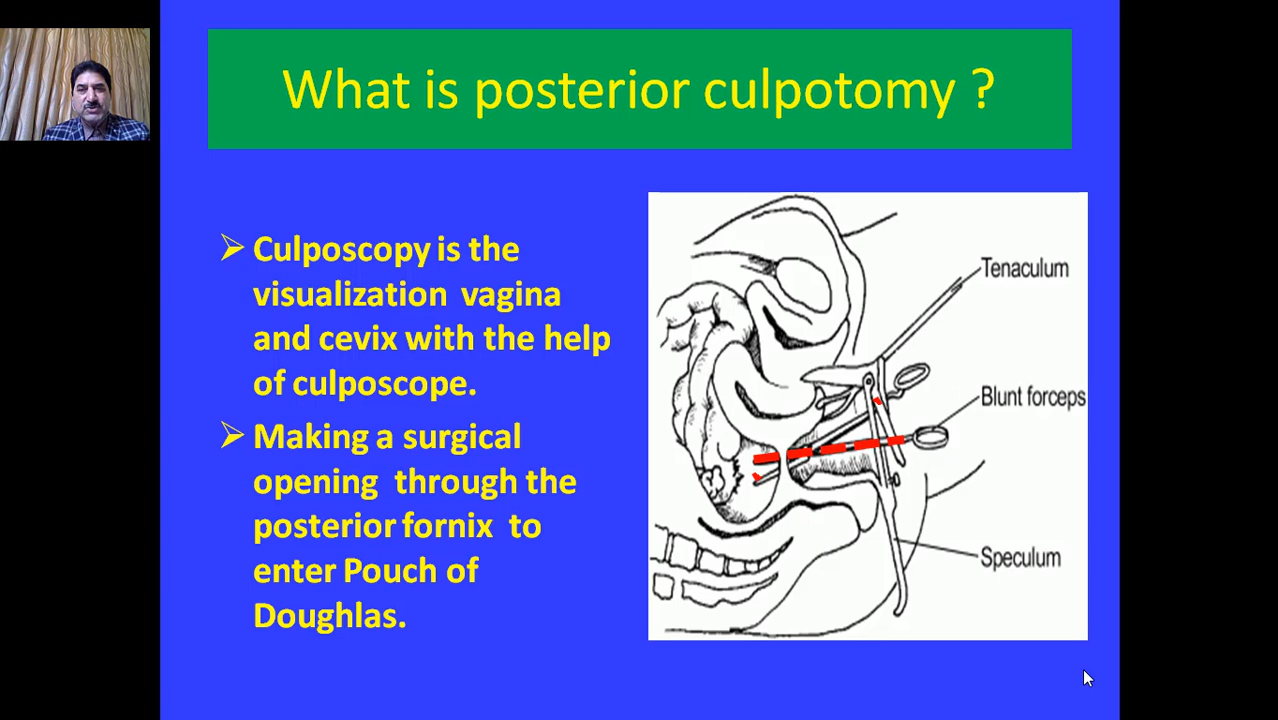 What is posterior culpotomy ?
Culposcopy is the
visualization vagina
and cevix with the help
of culposcope.
Making a surgical
opening through the
posterior fornix to
enter Pouch of
Doughlas.
Tenaculum
Blunt forceps
Speculum